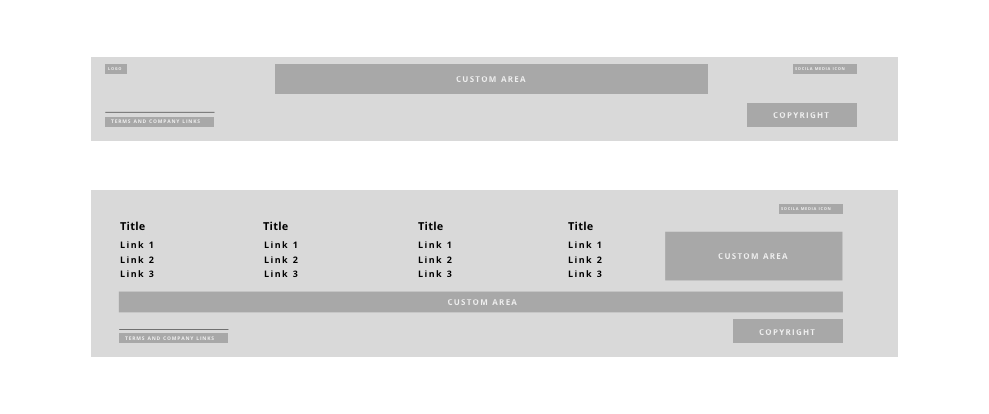 LOGO
CUSTOM AREA
SOCILA MEDIA ICON
TERMS AND COMPANY LINKS
COPYRIGHT
SOCILA MEDIA ICON
Title Title Title Title
Link 1 Link 1 Link 1 Link 1
Link 2 Link 2 Link 2 Link 2
Link 3 Link 3 Link 3 Link 3
CUSTOM AREA
CUSTOM AREA
TERMS AND COMPANY LINKS
COPYRIGHT